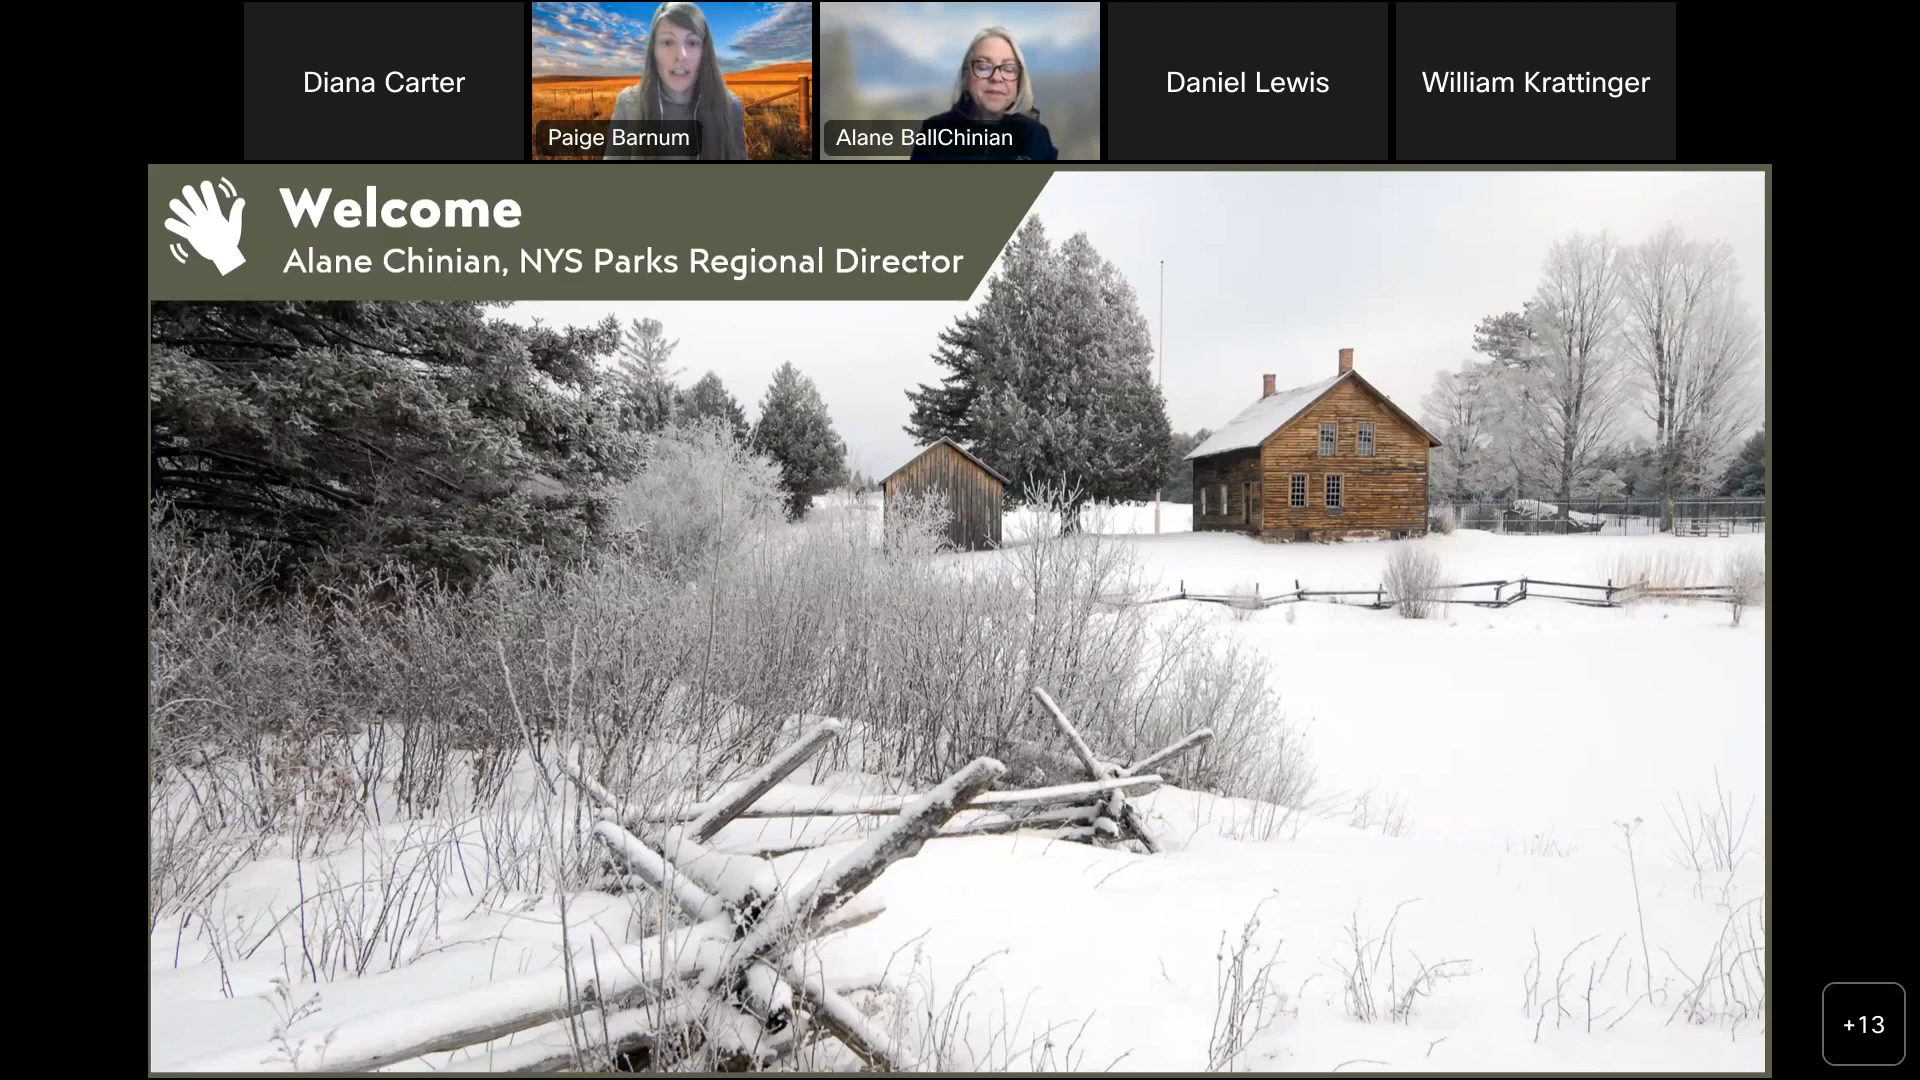 Diana Carter
Paige Barnum
Alane BallChinian
Daniel Lewis
William Krattinger
Welcome
Alane Chinian, NYS Parks Regional Director
+13